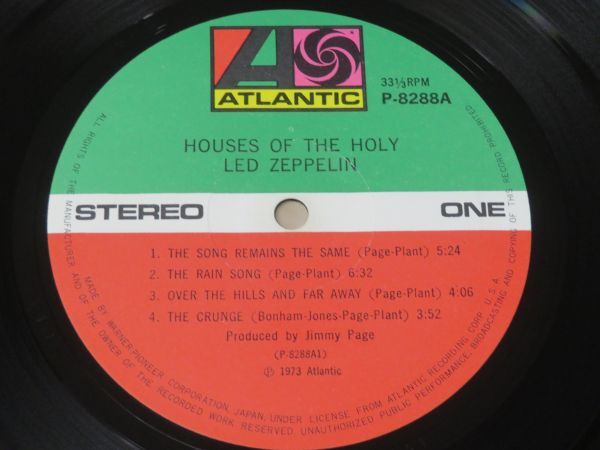 ATLANTIC
33⅓RPM
P-8288A
HOUSES OF THE HOLY
LED ZEPPELIN
STEREO
ONE
1. THE SONG REMAINS THE SAME (Page-Plant) 5:24
2. THE RAIN SONG (Page-Plant) 6:32
3. OVER THE HILLS AND FAR AWAY (Page-Plant) 4:06
4. THE CRUNGE (Bonham-Jones-Page-Plant) 3:52
Produced by Jimmy Page
(P-8288A1)
Ⓟ 1973 Atlantic
MADE BY WARNER-PIONEER CORPORATION, JAPAN, UNDER LICENSE FROM ATLANTIC RECORDING CORP. U.S.A.
ALL RIGHTS OF THE MANUFACTURER AND OF THE OWNER OF THE RECORDED WORK RESERVED. UNAUTHORIZED PUBLIC PERFORMANCE, BROADCASTING AND COPYING OF THIS RECORD PROHIBITED